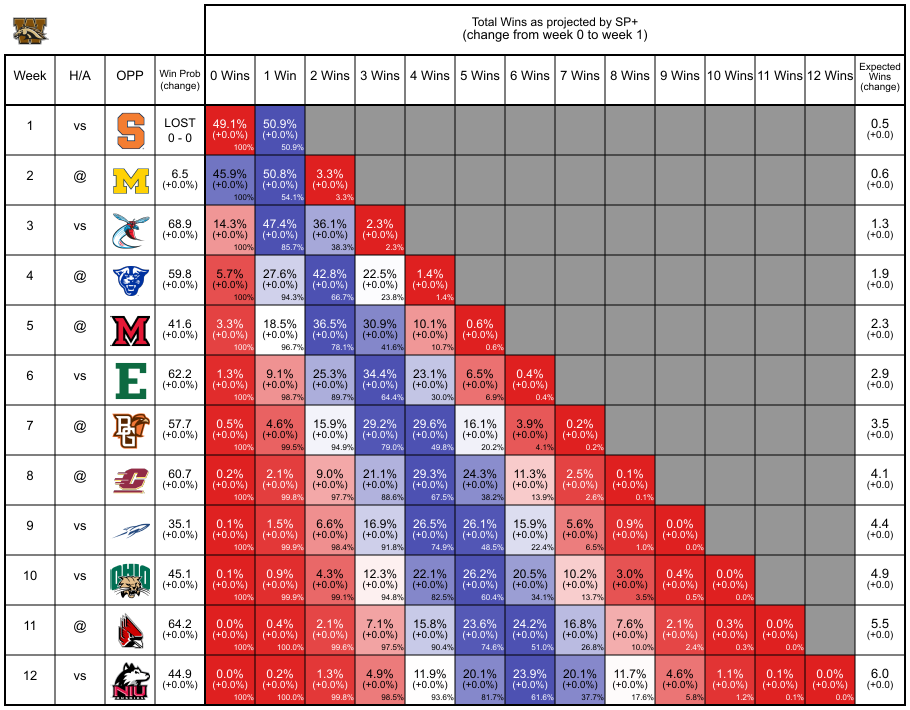 W
Total Wins as projected by SP+
(change from week 0 to week 1)
Week H/A OPP Win Prob (change) 0 Wins 1 Win 2 Wins 3 Wins 4 Wins 5 Wins 6 Wins 7 Wins 8 Wins 9 Wins 10 Wins 11 Wins 12 Wins Expected Wins (change)
1 vs S LOST 49.1% 50.9% 0.5
0 - 0 (+0.0%) (+0.0%) (+0.0)
100% 50.9%
2 @ M 6.5 45.9% 50.8% 3.3% 0.6
(+0.0%) (+0.0%) (+0.0%) (+0.0%) (+0.0)
100% 54.1% 3.3%
3 vs 68.9 14.3% 47.4% 36.1% 2.3% 1.3
(+0.0%) (+0.0%) (+0.0%) (+0.0%) (+0.0%) (+0.0)
100% 85.7% 38.3% 2.3%
4 @ 59.8 5.7% 27.6% 42.8% 22.5% 1.4% 1.9
(+0.0%) (+0.0%) (+0.0%) (+0.0%) (+0.0%) (+0.0%) (+0.0)
100% 94.3% 66.7% 23.8% 1.4%
5 @ M 41.6 3.3% 18.5% 36.5% 30.9% 10.1% 0.6% 2.3
(+0.0%) (+0.0%) (+0.0%) (+0.0%) (+0.0%) (+0.0%) (+0.0%) (+0.0)
100% 96.7% 78.1% 41.6% 10.7% 0.6%
6 vs E 62.2 1.3% 9.1% 25.3% 34.4% 23.1% 6.5% 0.4% 2.9
(+0.0%) (+0.0%) (+0.0%) (+0.0%) (+0.0%) (+0.0%) (+0.0%) (+0.0%) (+0.0)
100% 98.7% 89.7% 64.4% 30.0% 6.9% 0.4%
7 @ BG 57.7 0.5% 4.6% 15.9% 29.2% 29.6% 16.1% 3.9% 0.2% 3.5
(+0.0%) (+0.0%) (+0.0%) (+0.0%) (+0.0%) (+0.0%) (+0.0%) (+0.0%) (+0.0%) (+0.0)
100% 99.5% 94.9% 79.0% 49.8% 20.2% 4.1% 0.2%
8 @ C 60.7 0.2% 2.1% 9.0% 21.1% 29.3% 24.3% 11.3% 2.5% 0.1% 4.1
(+0.0%) (+0.0%) (+0.0%) (+0.0%) (+0.0%) (+0.0%) (+0.0%) (+0.0%) (+0.0%) (+0.0%) (+0.0)
100% 99.8% 97.7% 88.6% 67.5% 38.2% 13.9% 2.6% 0.1%
9 vs 35.1 0.1% 1.5% 6.6% 16.9% 26.5% 26.1% 15.9% 5.6% 0.9% 0.0% 4.4
(+0.0%) (+0.0%) (+0.0%) (+0.0%) (+0.0%) (+0.0%) (+0.0%) (+0.0%) (+0.0%) (+0.0%) (+0.0%) (+0.0)
100% 99.9% 98.4% 91.8% 74.9% 48.5% 22.4% 6.5% 1.0% 0.0%
10 vs OHIO 45.1 0.1% 0.9% 4.3% 12.3% 22.1% 26.2% 20.5% 10.2% 3.0% 0.4% 0.0% 4.9
(+0.0%) (+0.0%) (+0.0%) (+0.0%) (+0.0%) (+0.0%) (+0.0%) (+0.0%) (+0.0%) (+0.0%) (+0.0%) (+0.0%) (+0.0)
100% 99.9% 99.1% 94.8% 82.5% 60.4% 34.1% 13.7% 3.5% 0.5% 0.0%
11 @ 64.2 0.0% 0.4% 2.1% 7.1% 15.8% 23.6% 24.2% 16.8% 7.6% 2.1% 0.3% 0.0% 5.5
(+0.0%) (+0.0%) (+0.0%) (+0.0%) (+0.0%) (+0.0%) (+0.0%) (+0.0%) (+0.0%) (+0.0%) (+0.0%) (+0.0%) (+0.0%) (+0.0)
100% 100.0% 99.6% 97.5% 90.4% 74.6% 51.0% 26.8% 10.0% 2.4% 0.3% 0.0%
12 vs NIU 44.9 0.0% 0.2% 1.3% 4.9% 11.9% 20.1% 23.9% 20.1% 11.7% 4.6% 1.1% 0.1% 0.0% 6.0
(+0.0%) (+0.0%) (+0.0%) (+0.0%) (+0.0%) (+0.0%) (+0.0%) (+0.0%) (+0.0%) (+0.0%) (+0.0%) (+0.0%) (+0.0%) (+0.0%) (+0.0)
100% 100.0% 99.8% 98.5% 93.6% 81.7% 61.6% 37.7% 17.6% 5.8% 1.2% 0.1% 0.0%